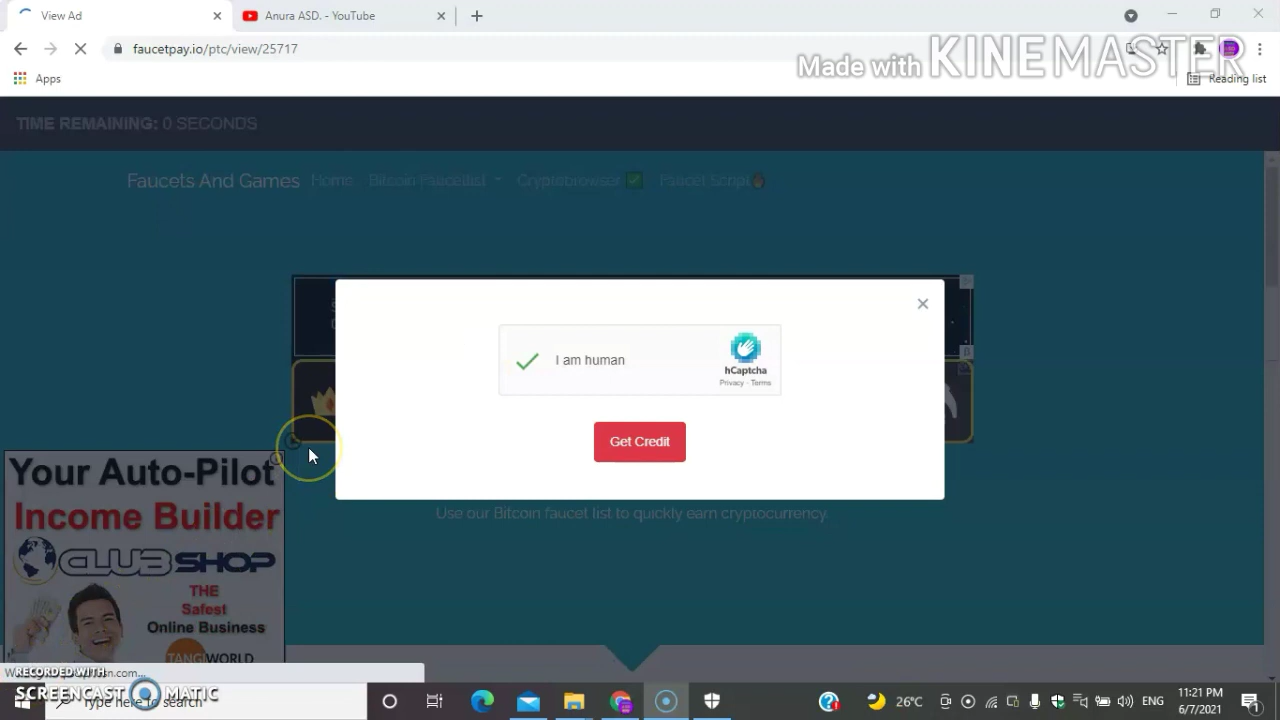 View Ad
Anura ASD. - YouTube
faucetpay.io/ptc/view/25717
Made with KINEMASTER
Apps
Reading list
TIME REMAINING: 0 SECONDS
Faucets And Games Home Bitcoin Faucetlist Cryptobrowser Faucet Script
I am human
hCaptcha
Privacy - Terms
Get Credit
Your Auto-Pilot
Income Builder
CLUBSHOP
THE
Safest
Online Business
Use our Bitcoin faucet list to quickly earn cryptocurrency.
RECORDED WITH
SCREENCAST MATIC
Type here to search
26°C
ENG
11:21 PM
6/7/2021